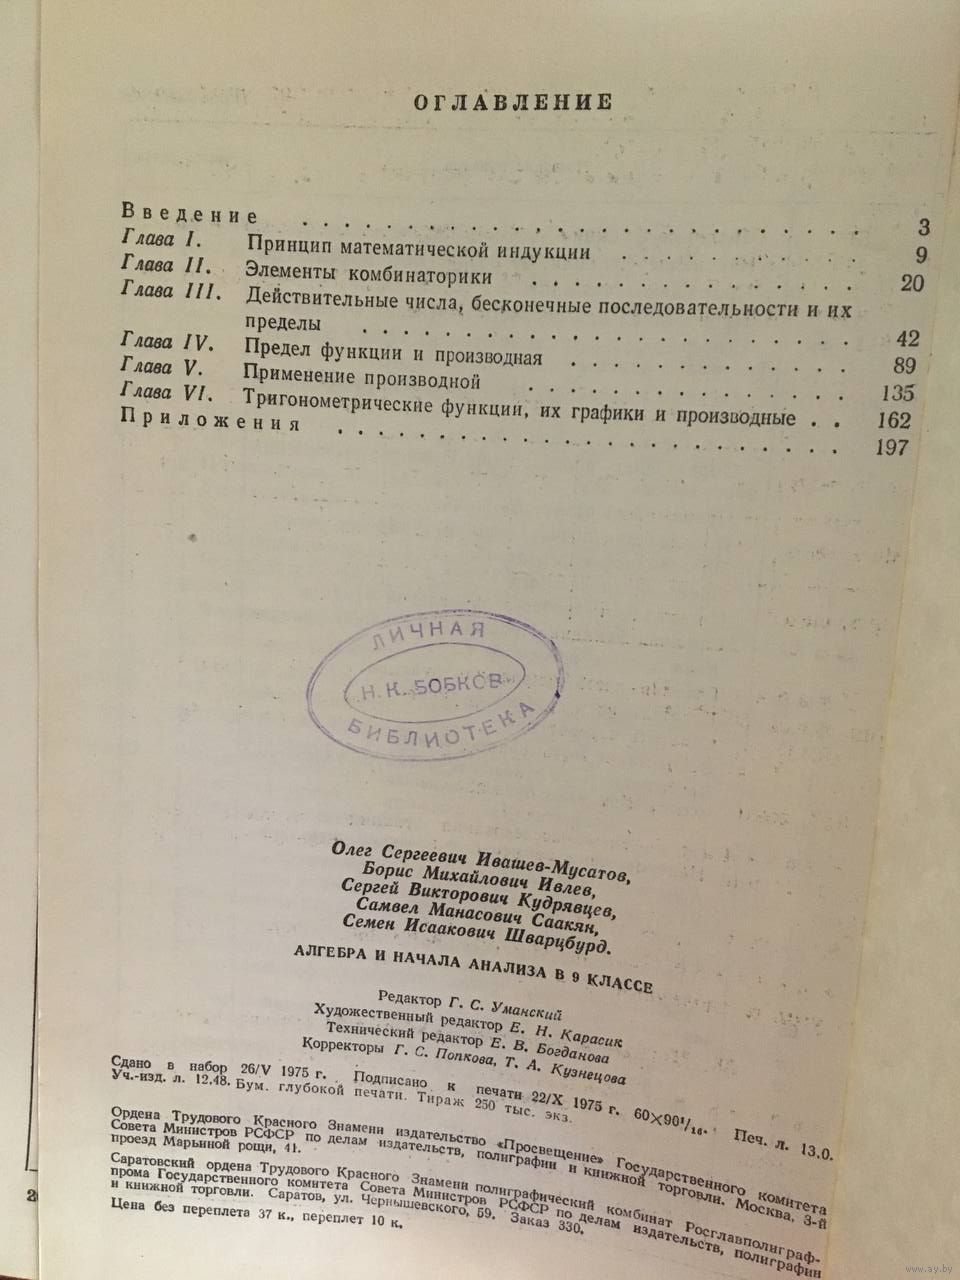 ОГЛАВЛЕНИЕ
Введение . . . . . . . . . . . . . . . . . . . . . 3
Глава I. Принцип математической индукции . . . . . . . . . 9
Глава II. Элементы комбинаторики . . . . . . . . . . . . 20
Глава III. Действительные числа, бесконечные последовательности и их
пределы . . . . . . . . . . . . . . . . . . 42
Глава IV. Предел функции и производная . . . . . . . . . . 89
Глава V. Применение производной . . . . . . . . . . . . 135
Глава VI. Тригонометрические функции, их графики и производные . . 162
Приложения . . . . . . . . . . . . . . . . . . . 197
ЛИЧНАЯ
Н. К. БОБКОВ
БИБЛИОТЕКА
Олег Сергеевич Ивашев-Мусатов,
Борис Михайлович Ивлев,
Сергей Викторович Кудрявцев,
Самвел Манасович Саакян,
Семен Исаакович Шварцбурд.
АЛГЕБРА И НАЧАЛА АНАЛИЗА В 9 КЛАССЕ
Редактор Г. С. Уманский
Художественный редактор Е. Н. Карасик
Технический редактор Е. В. Богданова
Корректоры Г. С. Попкова, Т. А. Кузнецова
Сдано в набор 26/V 1975 г. Подписано к печати 22/X 1975 г. 60×90¹/₁₆. Печ. л. 13.0.
Уч.-изд. л. 12.48. Бум. глубокой печати. Тираж 250 тыс. экз.
Ордена Трудового Красного Знамени издательство «Просвещение» Государственного комитета
Совета Министров РСФСР по делам издательств, полиграфии и книжной торговли. Москва, 3-й
проезд Марьиной рощи, 41.
Саратовский ордена Трудового Красного Знамени полиграфический комбинат Росглавполиграф-
прома Государственного комитета Совета Министров РСФСР по делам издательств, полиграфии
и книжной торговли. Саратов, ул. Чернышевского, 59. Заказ 330.
Цена без переплета 37 к., переплет 10 к.
www.ay.by